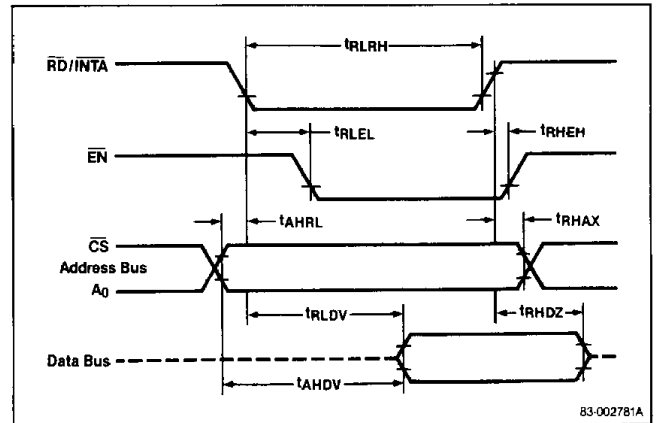 tRLRH
RD/INTA
tRLEL
tRHEH
EN
tAHRL
tRHAX
CS
Address Bus
A0
tRLDV
tRHDZ
Data Bus
tAHDV
83-002781A